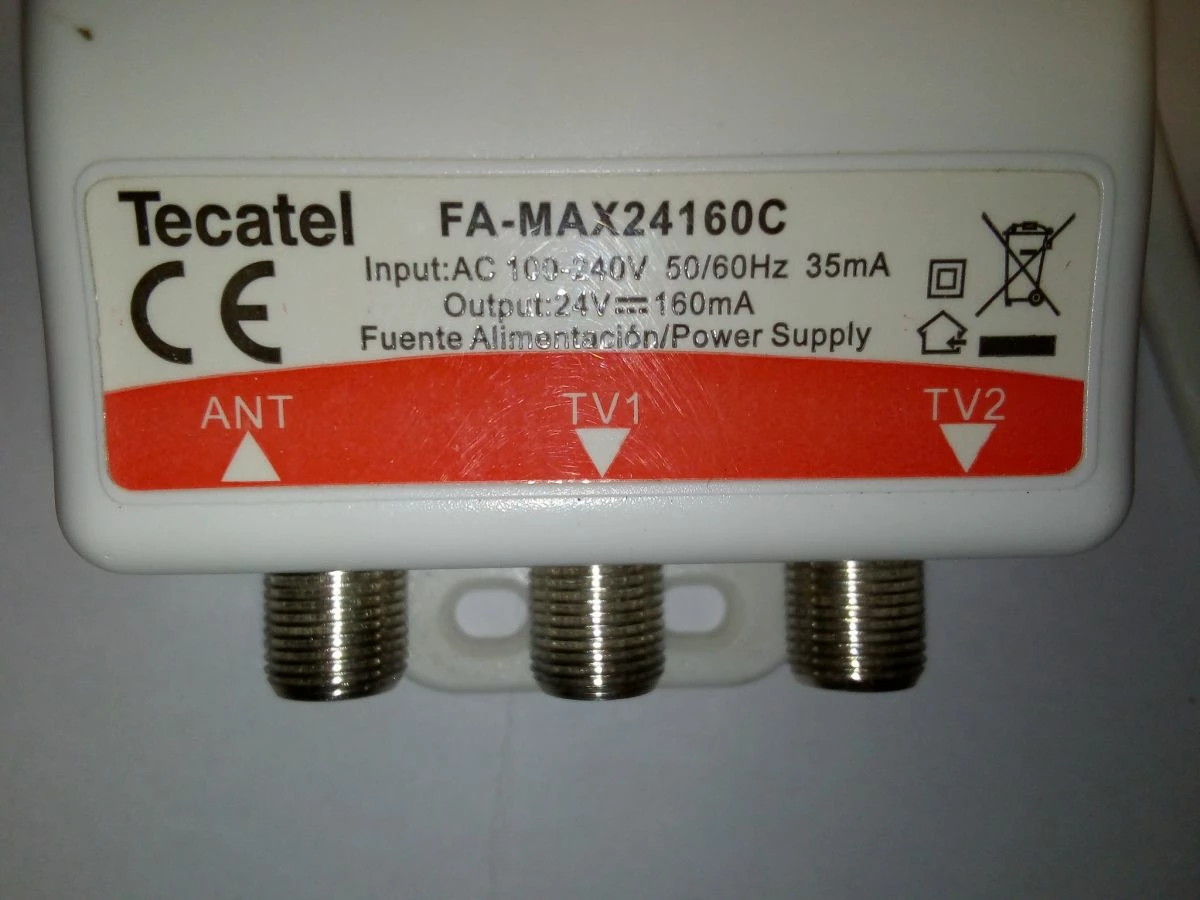 Tecatel FA-MAX24160C
CE
Input:AC 100-240V 50/60Hz 35mA
Output:24V⎓160mA
Fuente Alimentación/Power Supply
ANT TV1 TV2